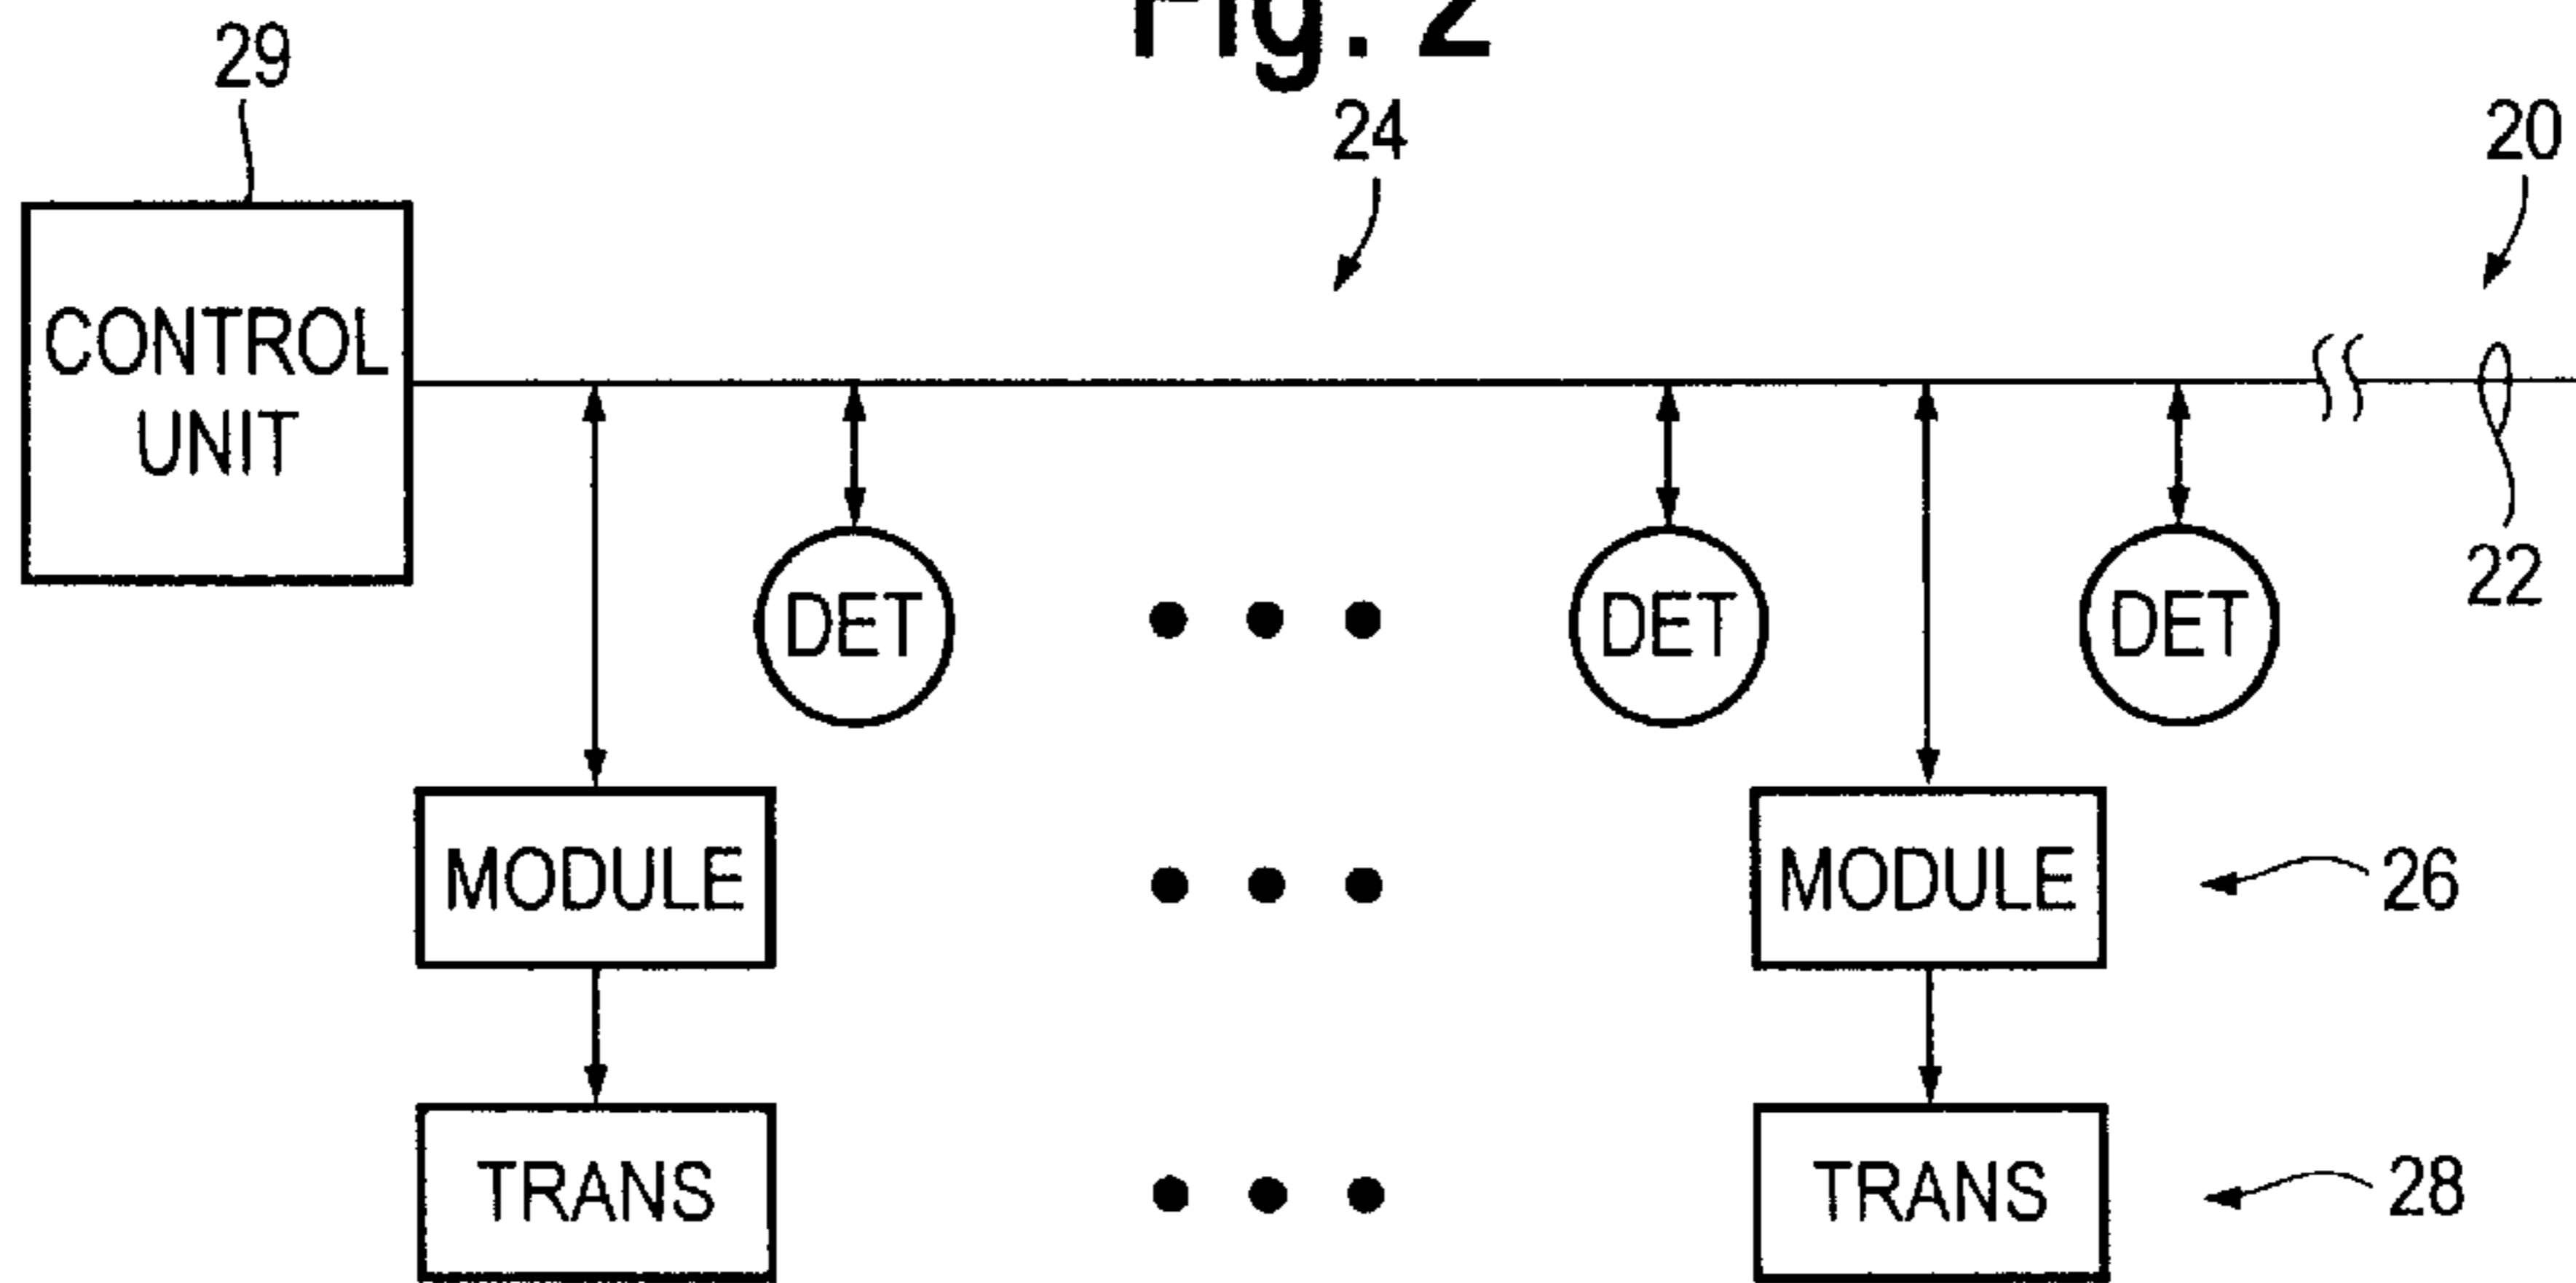 Fig. 2
29
24
20
CONTROL
UNIT
22
DET
DET
DET
MODULE
MODULE
26
TRANS
TRANS
28